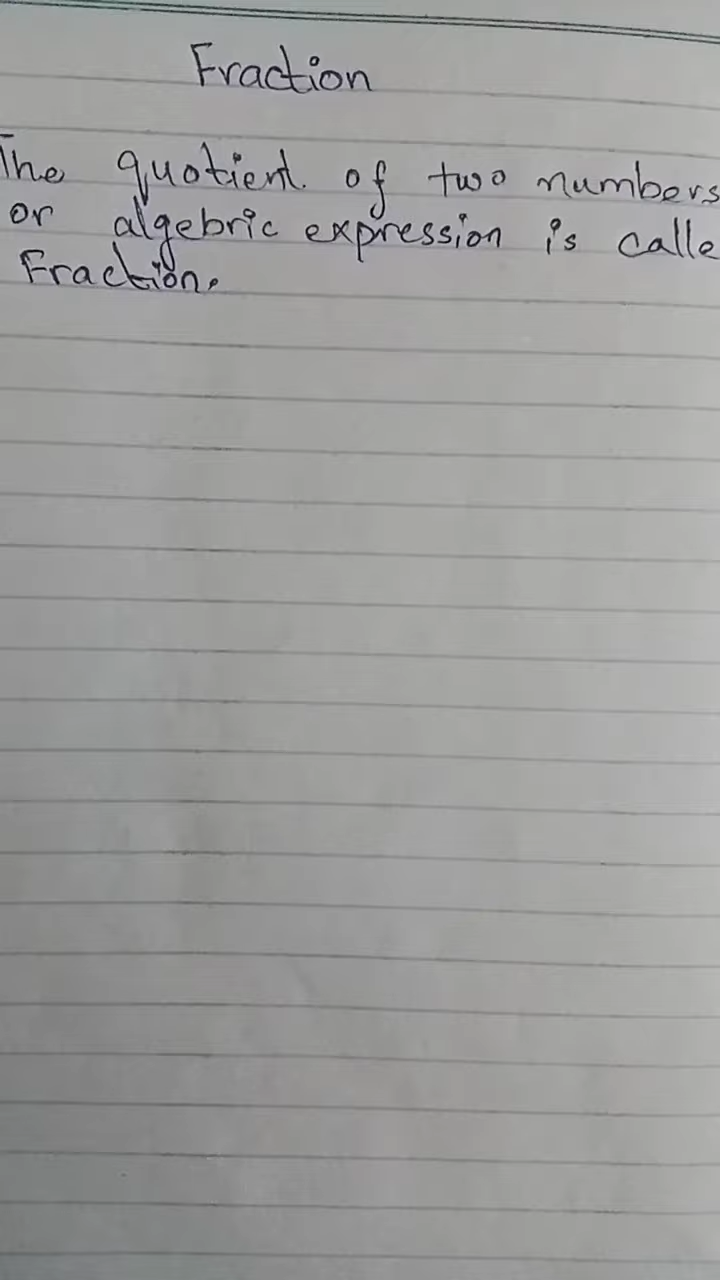 Fraction
The quotient of two numbers
or algebric expression is calle
Fraction.